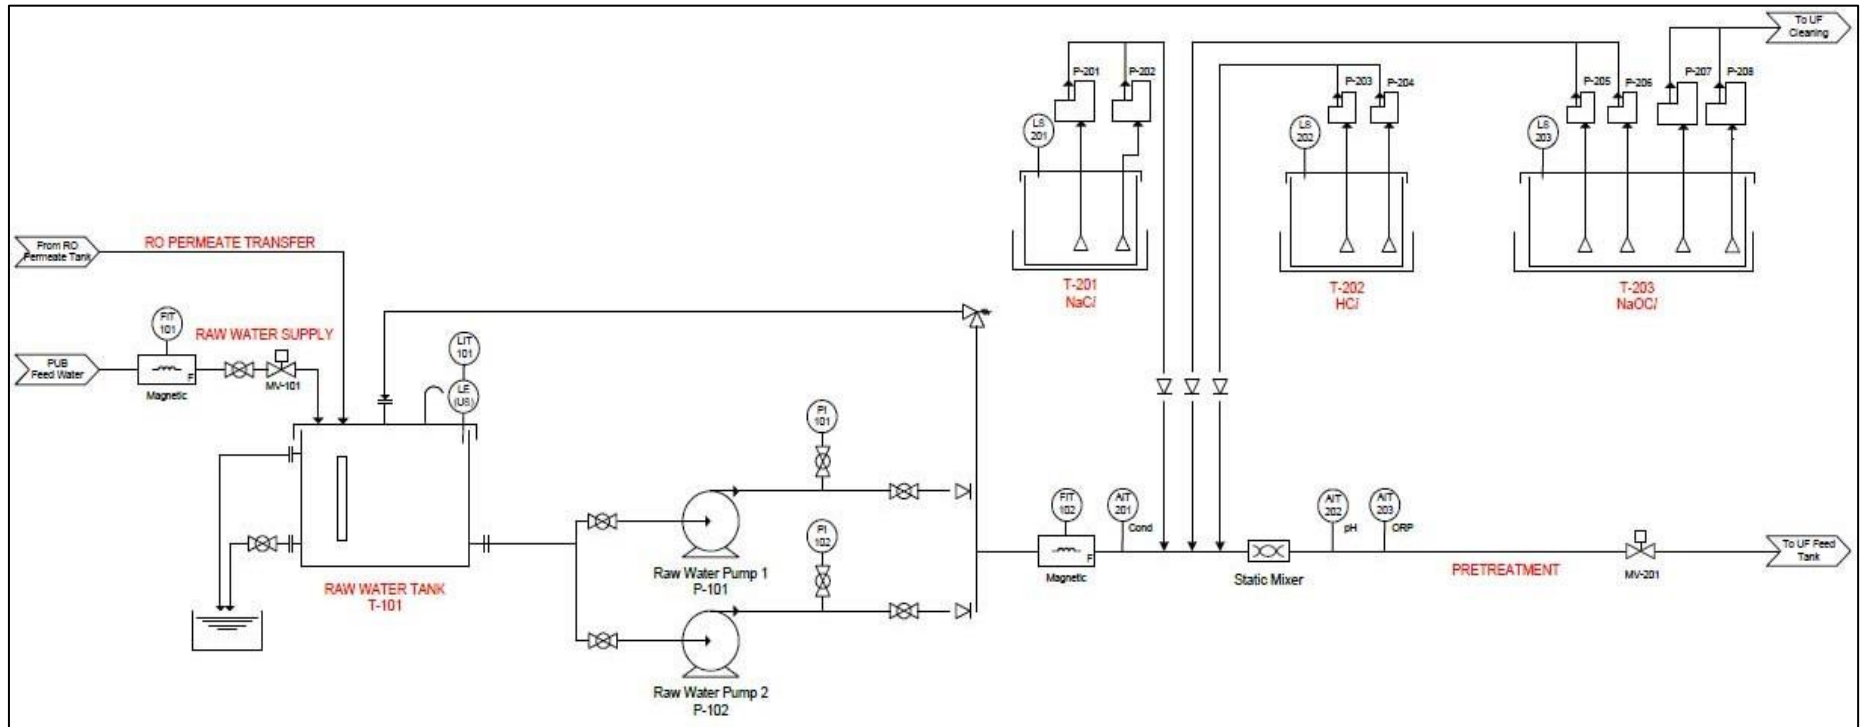 To UF
Cleaning
P-201
P-202
P-203
P-204
P-205
P-206
P-207
P-208
LS
201
LS
202
LS
203
T-201
NaCl
T-202
HCl
T-203
NaOCl
From RO
Permeate Tank
RO PERMEATE TRANSFER
FIT
101
RAW WATER SUPPLY
PUB
Feed Water
F
Magnetic
MV-101
LIT
101
LE
(US)
RAW WATER TANK
T-101
PI
101
Raw Water Pump 1
P-101
PI
102
Raw Water Pump 2
P-102
FIT
102
F
Magnetic
AIT
201
Cond
Static Mixer
AIT
202
pH
AIT
203
ORP
PRETREATMENT
MV-201
To UF Feed
Tank